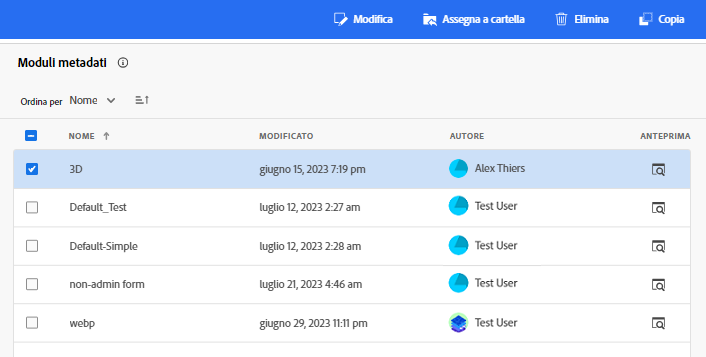 Modifica Assegna a cartella Elimina Copia
Moduli metadati
Ordina per Nome
NOME MODIFICATO AUTORE ANTEPRIMA
3D giugno 15, 2023 7:19 pm Alex Thiers
Default_Test luglio 12, 2023 2:27 am Test User
Default-Simple luglio 12, 2023 2:28 am Test User
non-admin form luglio 21, 2023 4:46 am Test User
webp giugno 29, 2023 11:11 pm Test User